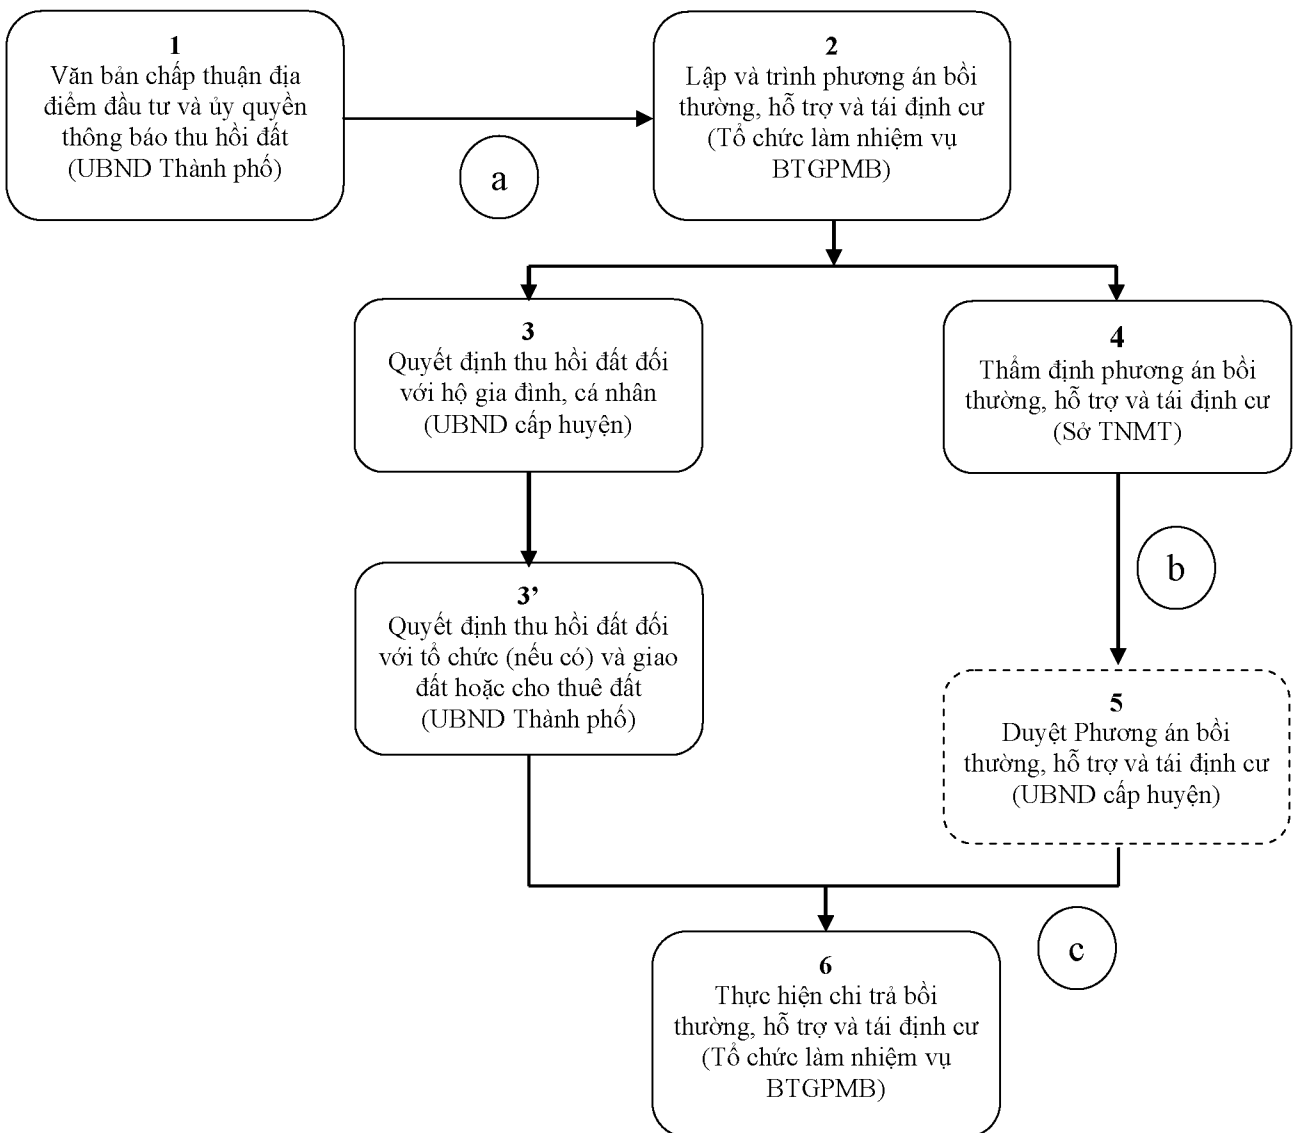 1
Văn bản chấp thuận địa
điểm đầu tư và ủy quyền
thông báo thu hồi đất
(UBND Thành phố)
a
2
Lập và trình phương án bồi
thường, hỗ trợ và tái định cư
(Tổ chức làm nhiệm vụ
BTGPMB)
3
Quyết định thu hồi đất đối
với hộ gia đình, cá nhân
(UBND cấp huyện)
4
Thẩm định phương án bồi
thường, hỗ trợ và tái định cư
(Sở TNMT)
b
3’
Quyết định thu hồi đất đối
với tổ chức (nếu có) và giao
đất hoặc cho thuê đất
(UBND Thành phố)
5
Duyệt Phương án bồi
thường, hỗ trợ và tái định cư
(UBND cấp huyện)
c
6
Thực hiện chi trả bồi
thường, hỗ trợ và tái định cư
(Tổ chức làm nhiệm vụ
BTGPMB)